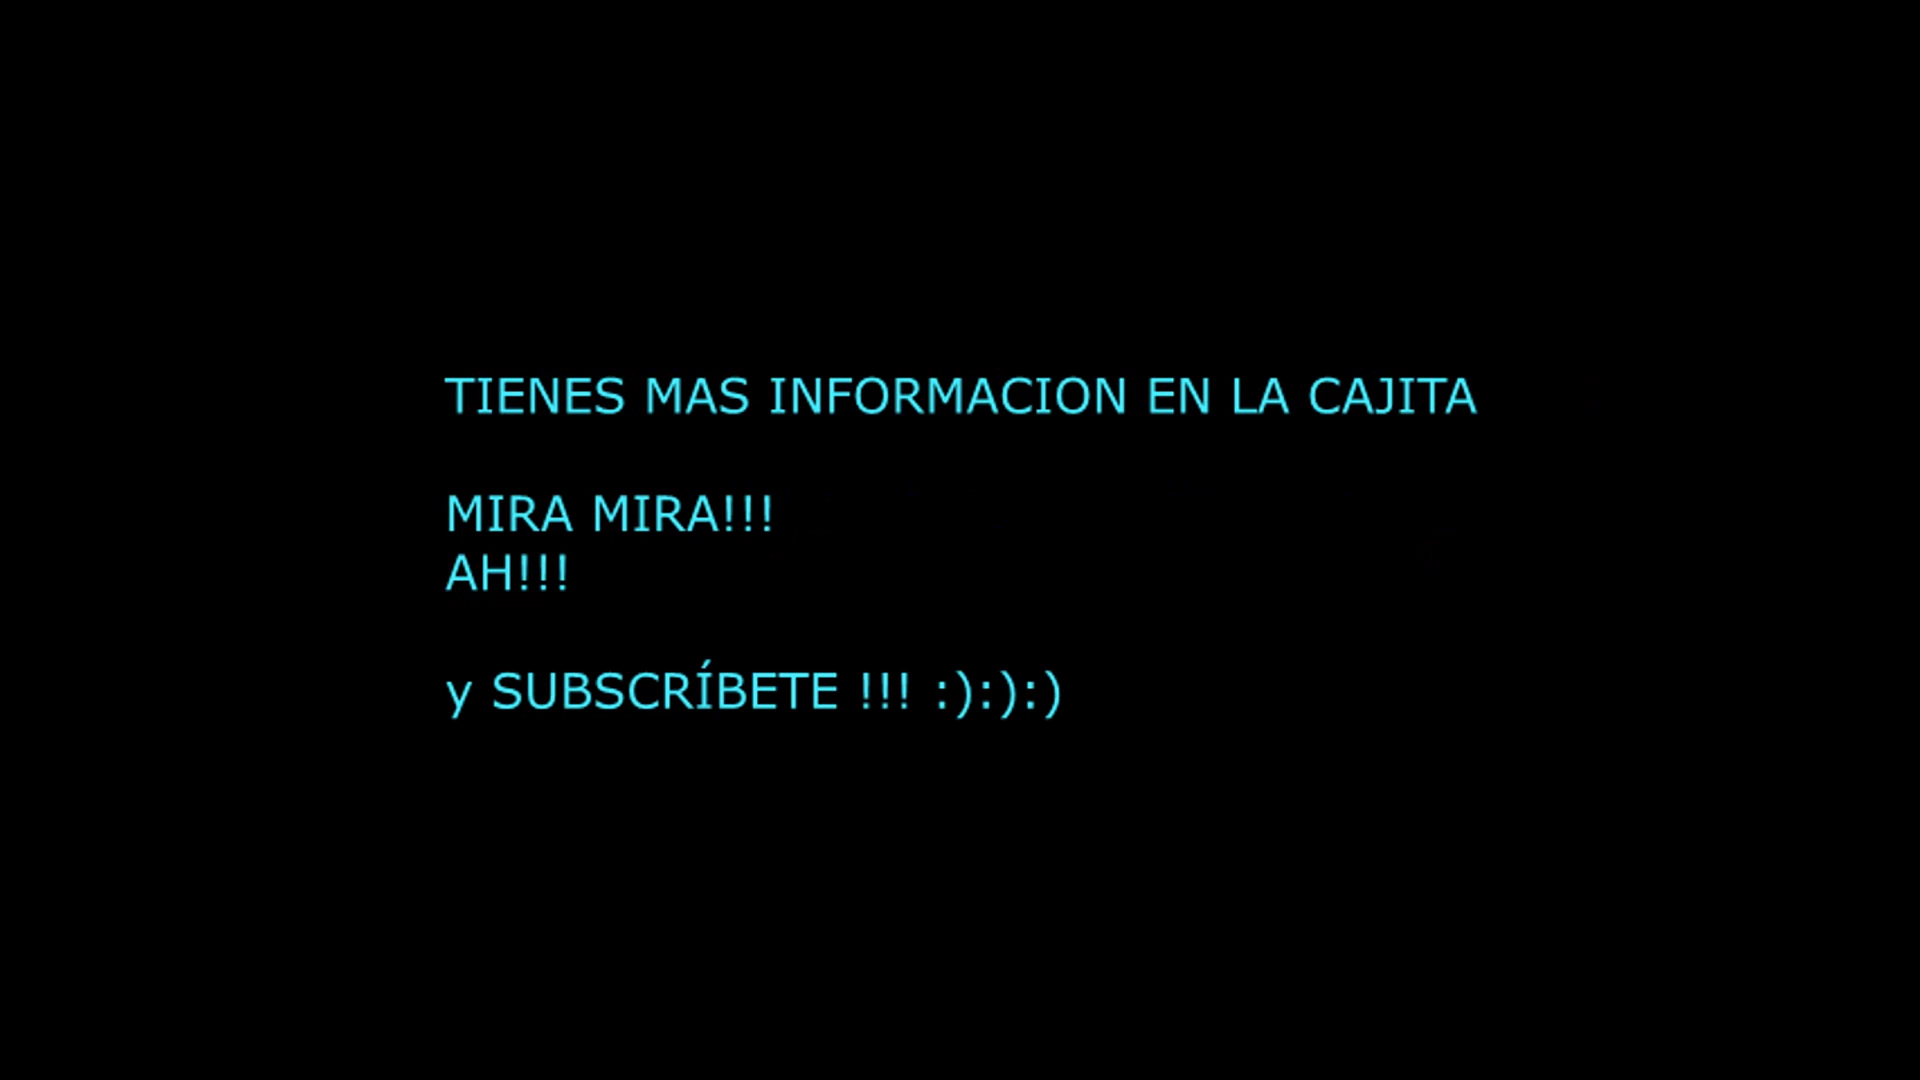 TIENES MAS INFORMACION EN LA CAJITA
MIRA MIRA!!!
AH!!!
y SUBSCRÍBETE !!! :):):)